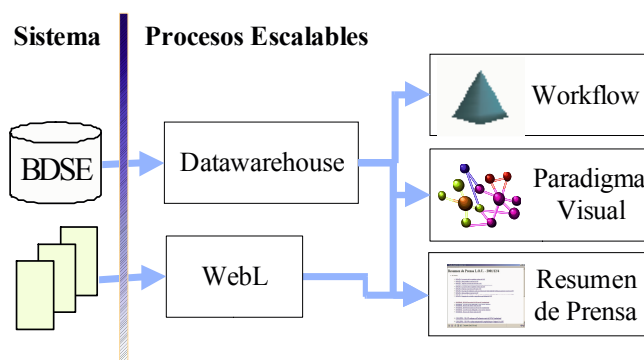 Sistema
Procesos Escalables
BDSE
Datawarehouse
WebL
Workflow
Paradigma
Visual
Resumen
de Prensa